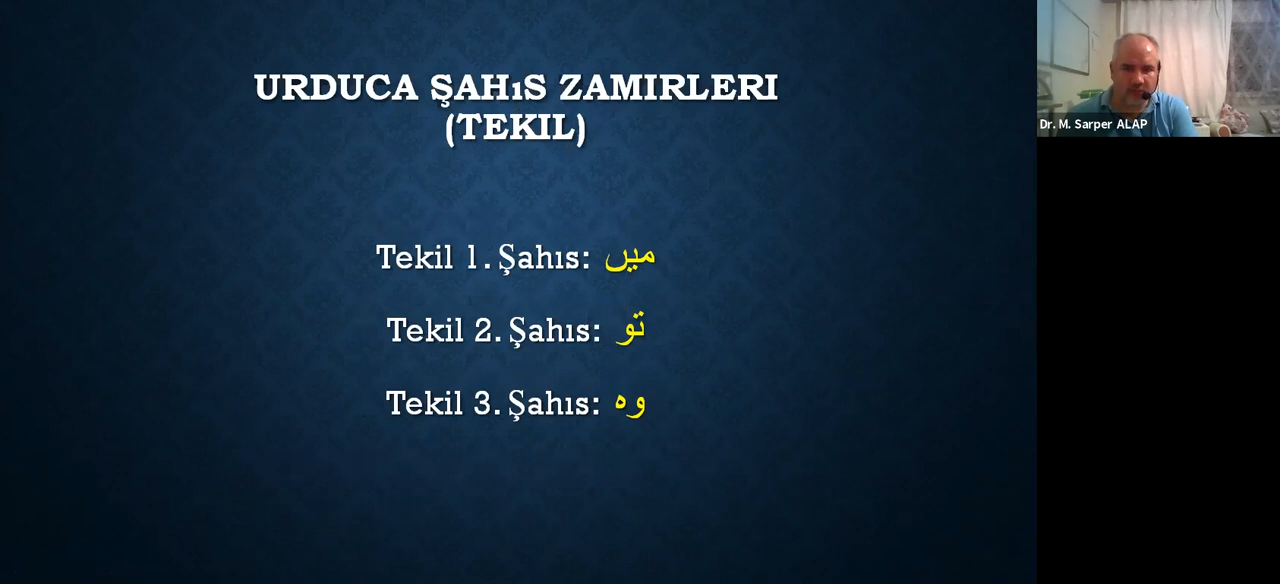 URDUCA ŞAHıS ZAMIRLERI
(TEKIL)
Tekil 1. Şahıs: میں
Tekil 2. Şahıs: تو
Tekil 3. Şahıs: وہ
Dr. M. Sarper ALAP